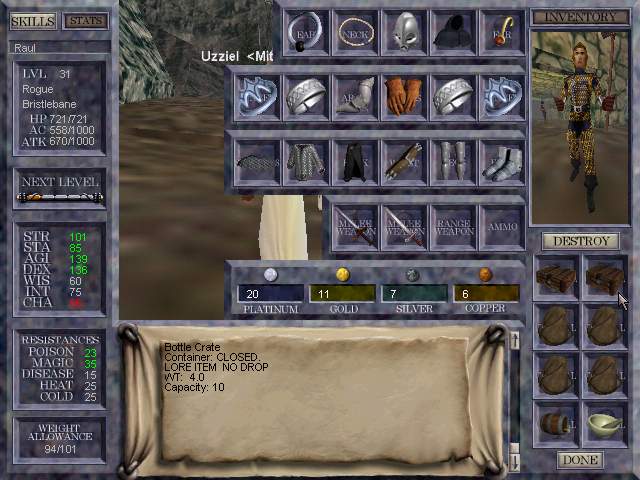 SKILLS STATS
Raul
LVL 31
Rogue
Bristlebane
HP 721/721
AC 558/1000
ATK 670/1000
NEXT LEVEL
STR 101
STA 85
AGI 139
DEX 136
WIS 60
INT 75
CHA
RESISTANCES
POISON 23
MAGIC 35
DISEASE 15
HEAT 25
COLD 25
WEIGHT
ALLOWANCE
94/101
Uzziel <Mit
EAR NECK
MELEE WEAPON
MELEE WEAPON
RANGE WEAPON
AMMO
20 11 7 6
PLATINUM GOLD SILVER COPPER
Bottle Crate
Container: CLOSED.
LORE ITEM NO DROP
WT: 4.0
Capacity: 10
INVENTORY
DESTROY
DONE